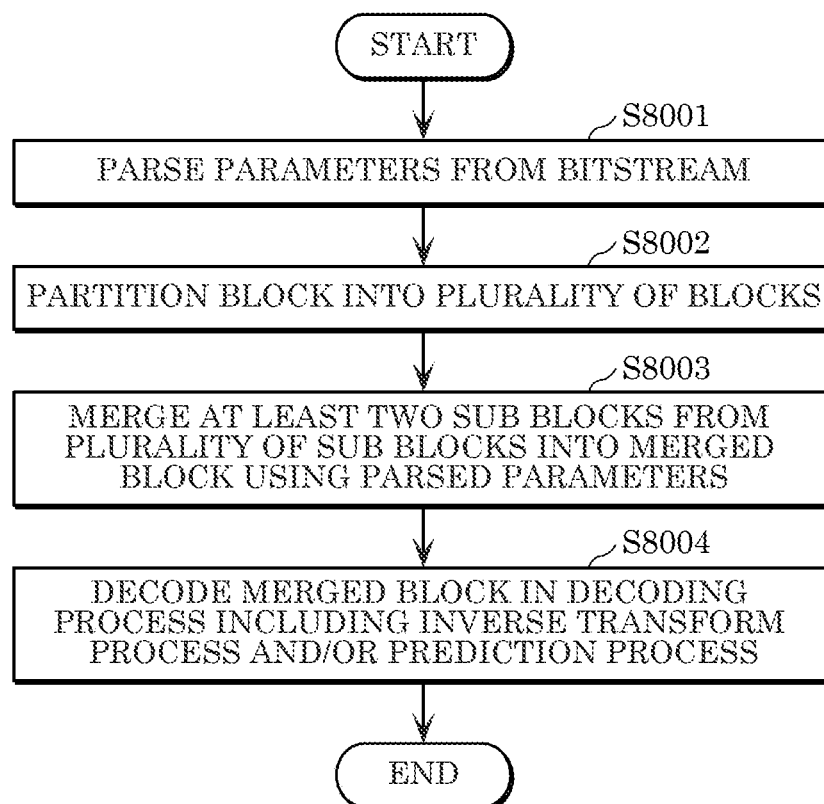 START
S8001
PARSE PARAMETERS FROM BITSTREAM
S8002
PARTITION BLOCK INTO PLURALITY OF BLOCKS
S8003
MERGE AT LEAST TWO SUB BLOCKS FROM
PLURALITY OF SUB BLOCKS INTO MERGED
BLOCK USING PARSED PARAMETERS
S8004
DECODE MERGED BLOCK IN DECODING
PROCESS INCLUDING INVERSE TRANSFORM
PROCESS AND/OR PREDICTION PROCESS
END